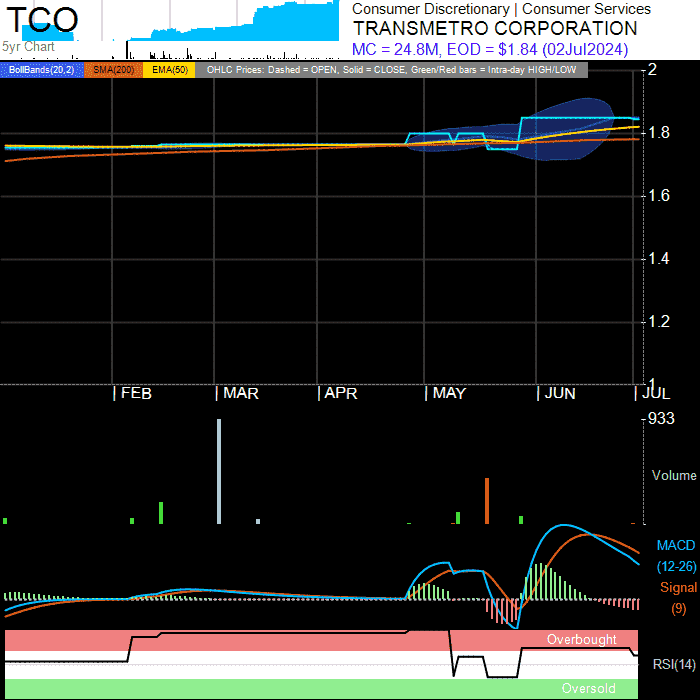 TCO
5yr Chart
Consumer Discretionary | Consumer Services
TRANSMETRO CORPORATION
MC = 24.8M, EOD = $1.84 (02Jul2024)
BollBands(20,2) SMA(200) EMA(50) OHLC Prices: Dashed = OPEN, Solid = CLOSE, Green/Red bars = Intra-day HIGH/LOW
2
1.8
1.6
1.4
1.2
1
FEB MAR APR MAY JUN JUL
933
Volume
MACD
(12-26)
Signal
(9)
Overbought
RSI(14)
Oversold